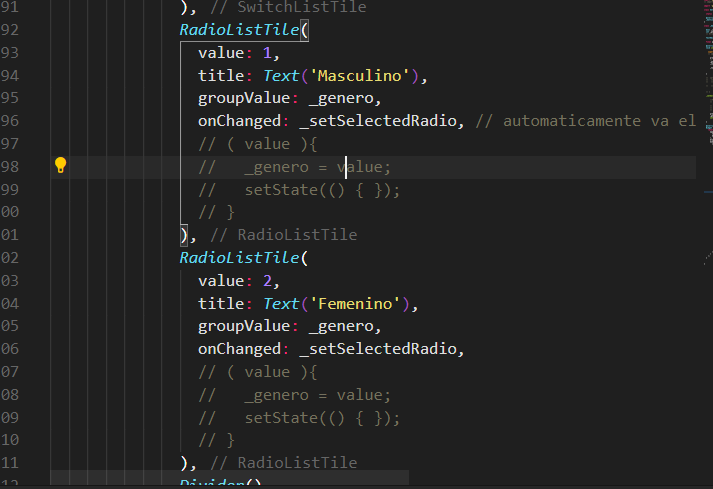 91 ), // SwitchListTile
92 RadioListTile(
93 value: 1,
94 title: Text('Masculino'),
95 groupValue: _genero,
96 onChanged: _setSelectedRadio, // automaticamente va el
97 // ( value ){
98 //   _genero = value;
99 //   setState(() { });
00 // }
01 ), // RadioListTile
02 RadioListTile(
03 value: 2,
04 title: Text('Femenino'),
05 groupValue: _genero,
06 onChanged: _setSelectedRadio,
07 // ( value ){
08 //   _genero = value;
09 //   setState(() { });
10 // }
11 ), // RadioListTile
12 Divider()